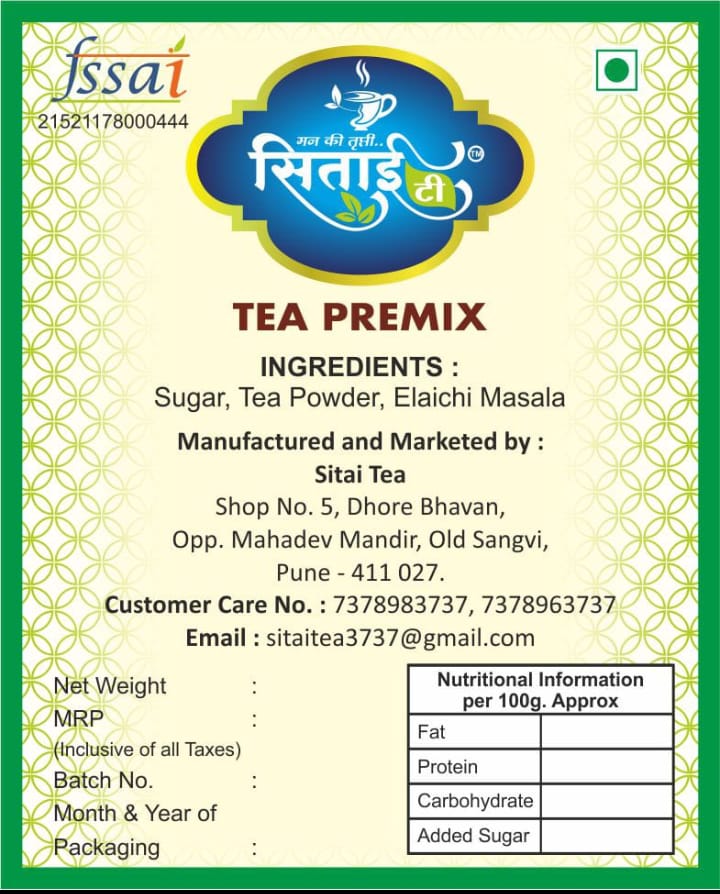 fssai
21521178000444
मन की तृप्ती..
सिताई टी TM
TEA PREMIX
INGREDIENTS :
Sugar, Tea Powder, Elaichi Masala
Manufactured and Marketed by :
Sitai Tea
Shop No. 5, Dhore Bhavan,
Opp. Mahadev Mandir, Old Sangvi,
Pune - 411 027.
Customer Care No. : 7378983737, 7378963737
Email : sitaitea3737@gmail.com
Net Weight :
MRP :
(Inclusive of all Taxes)
Batch No. :
Month & Year of
Packaging :
Nutritional Information
per 100g. Approx
Fat
Protein
Carbohydrate
Added Sugar